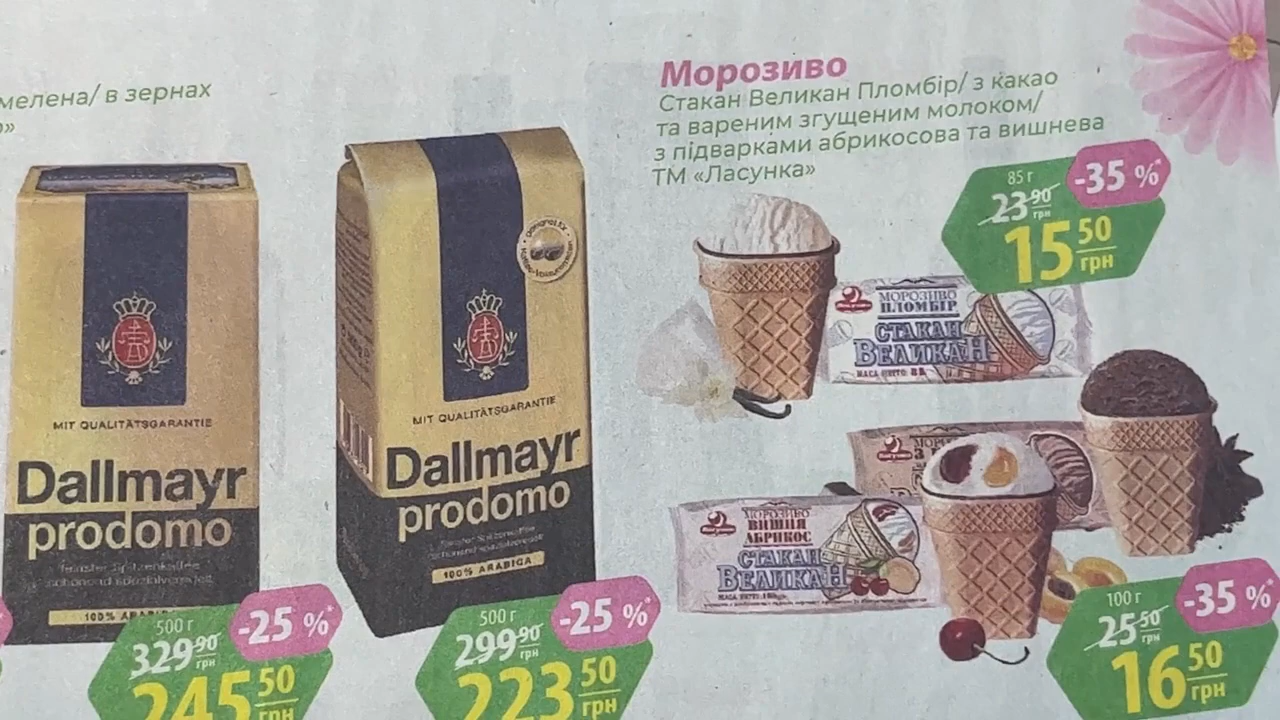 мелена/ в зернах
MIT QUALITÄTSGARANTIE
Dallmayr
prodomo
100% ARABICA
500 г
-25 %*
329 90 грн
245 50 грн
MIT QUALITÄTSGARANTIE
Dallmayr
prodomo
100% ARABICA
500 г
-25 %*
299 90 грн
223 50 грн
Морозиво
Стакан Великан Пломбір/ з какао
та вареним згущеним молоком/
з підварками абрикосова та вишнева
ТМ «Ласунка»
85 г
-35 %*
23 90 грн
15 50 грн
МОРОЗИВО
ПЛОМБІР
СТАКАН
ВЕЛИКАН
МОРОЗИВО
ВИШНЯ
АБРИКОС
СТАКАН
ВЕЛИКАН
100 г
-35 %*
25 50 грн
16 50 грн